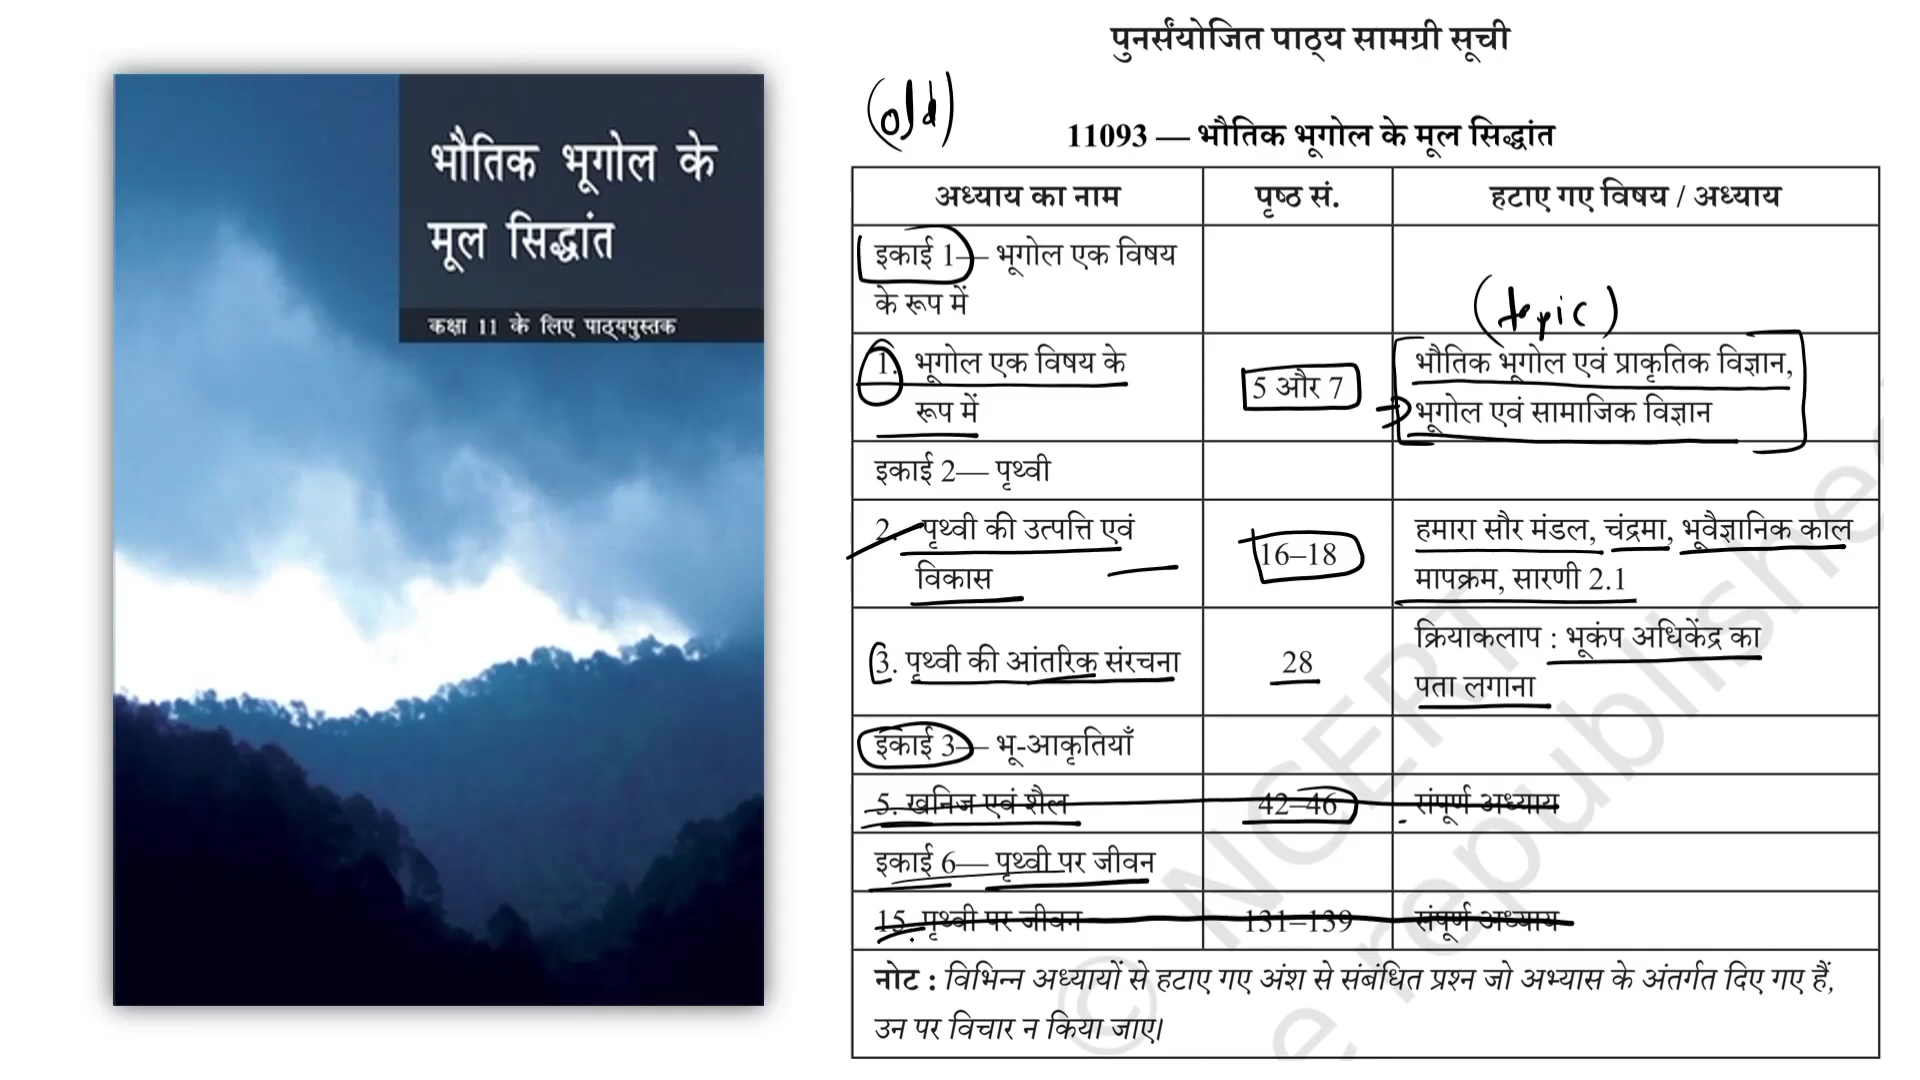 भौतिक भूगोल के
मूल सिद्धांत
कक्षा 11 के लिए पाठ्यपुस्तक
पुनर्संयोजित पाठ्य सामग्री सूची
(old)
11093 — भौतिक भूगोल के मूल सिद्धांत
अध्याय का नाम पृष्ठ सं. हटाए गए विषय / अध्याय
इकाई 1— भूगोल एक विषय
के रूप में
(topic)
1. भूगोल एक विषय के
रूप में
5 और 7
भौतिक भूगोल एवं प्राकृतिक विज्ञान,
भूगोल एवं सामाजिक विज्ञान
इकाई 2— पृथ्वी
2. पृथ्वी की उत्पत्ति एवं
विकास
16–18
हमारा सौर मंडल, चंद्रमा, भूवैज्ञानिक काल
मापक्रम, सारणी 2.1
3. पृथ्वी की आंतरिक संरचना
28
क्रियाकलाप : भूकंप अधिकेंद्र का
पता लगाना
इकाई 3— भू-आकृतियाँ
5. खनिज एवं शैल 42–46 संपूर्ण अध्याय
इकाई 6— पृथ्वी पर जीवन
15. पृथ्वी पर जीवन 131–139 संपूर्ण अध्याय
नोट : विभिन्न अध्यायों से हटाए गए अंश से संबंधित प्रश्न जो अभ्यास के अंतर्गत दिए गए हैं,
उन पर विचार न किया जाए।
© NCERT
e republishe